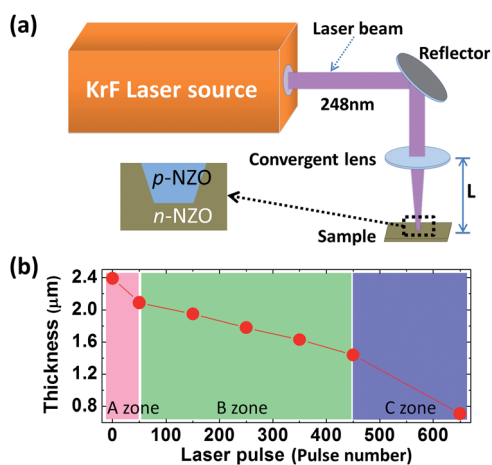 (a)
Laser beam
Reflector
KrF Laser source
248nm
Convergent lens
p-NZO
n-NZO
L
Sample
(b)
Thickness (μm)
2.4
2.0
1.6
1.2
0.8
A zone
B zone
C zone
0 100 200 300 400 500 600
Laser pulse (Pulse number)